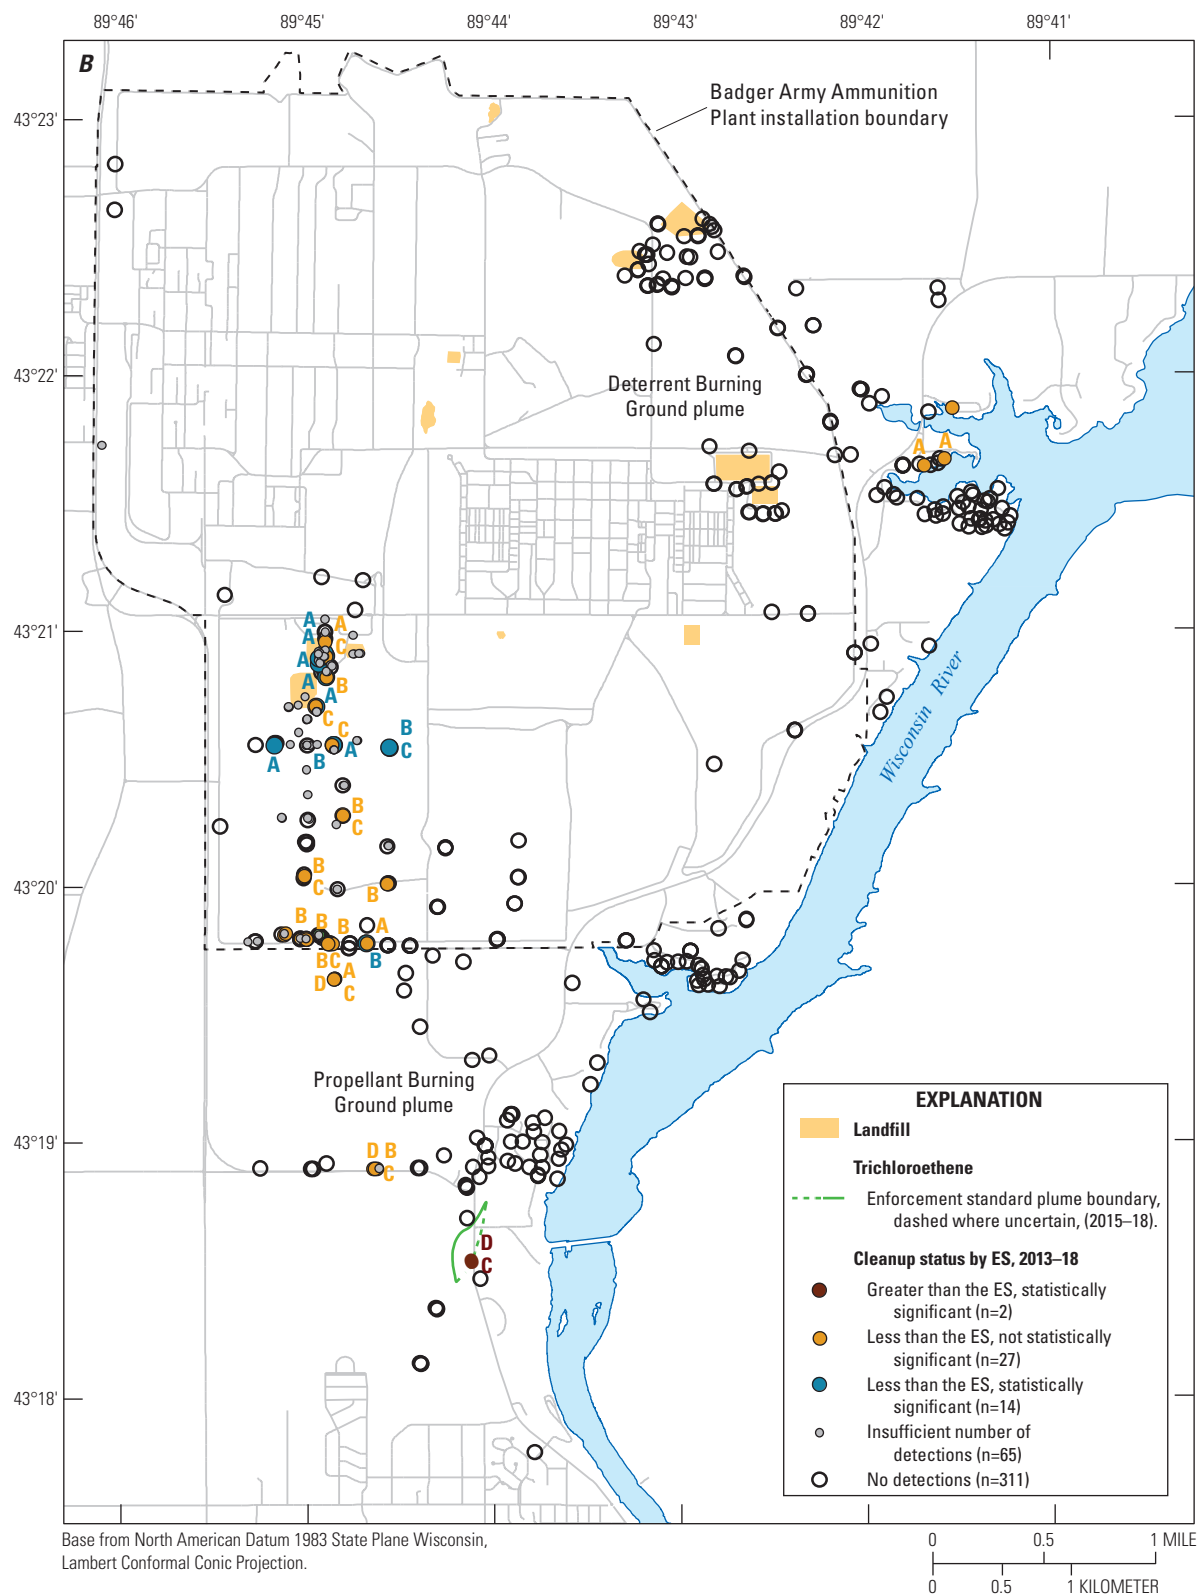 89°46' 89°45' 89°44' 89°43' 89°42' 89°41'
B
43°23'
Badger Army Ammunition
Plant installation boundary
43°22'
Deterrent Burning
Ground plume
A A
43°21'
A A
A C
A
A B
A
C
C
B
A B A C
B
C
43°20'
B
C B
B B B A
B C B
D A
C
Wisconsin River
Propellant Burning
Ground plume
43°19'
D B
C
D
C
43°18'
EXPLANATION
Landfill
Trichloroethene
Enforcement standard plume boundary,
dashed where uncertain, (2015–18).
Cleanup status by ES, 2013–18
Greater than the ES, statistically
significant (n=2)
Less than the ES, not statistically
significant (n=27)
Less than the ES, statistically
significant (n=14)
Insufficient number of
detections (n=65)
No detections (n=311)
Base from North American Datum 1983 State Plane Wisconsin,
Lambert Conformal Conic Projection.
0 0.5 1 MILE
0 0.5 1 KILOMETER